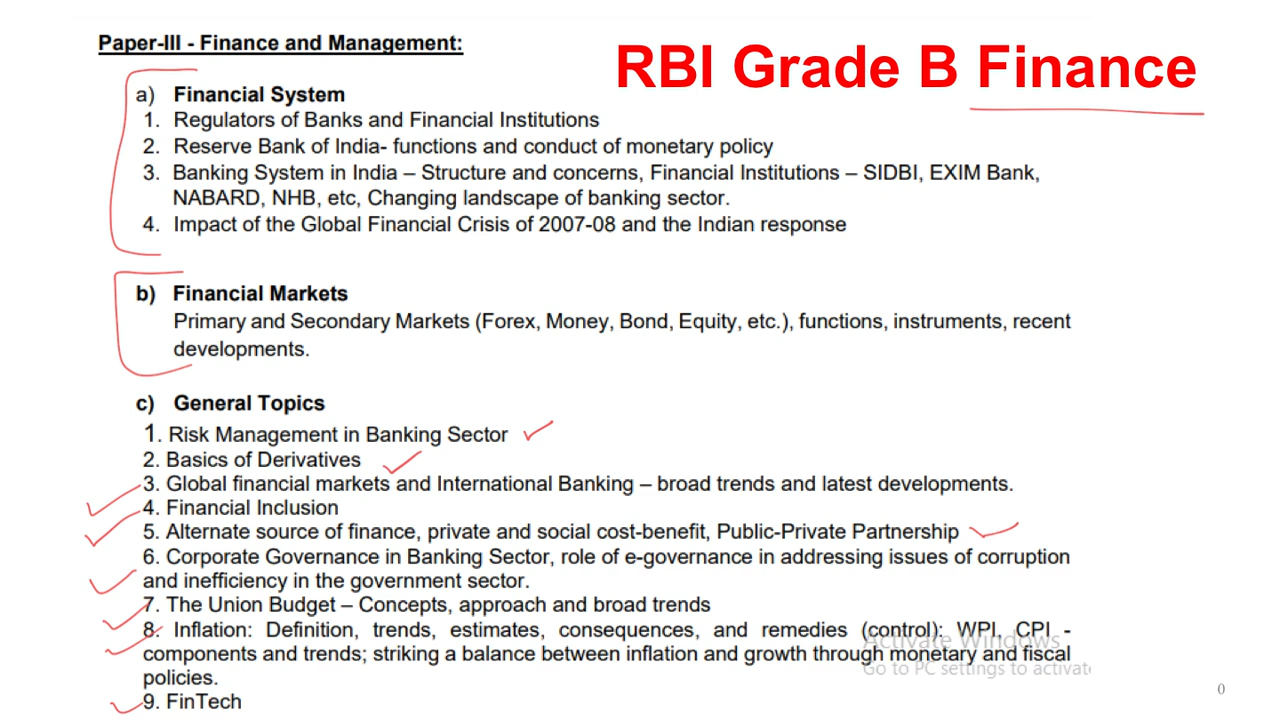 Paper-III - Finance and Management:
RBI Grade B Finance
a) Financial System
1. Regulators of Banks and Financial Institutions
2. Reserve Bank of India- functions and conduct of monetary policy
3. Banking System in India – Structure and concerns, Financial Institutions – SIDBI, EXIM Bank,
NABARD, NHB, etc, Changing landscape of banking sector.
4. Impact of the Global Financial Crisis of 2007-08 and the Indian response
b) Financial Markets
Primary and Secondary Markets (Forex, Money, Bond, Equity, etc.), functions, instruments, recent
developments.
c) General Topics
1. Risk Management in Banking Sector
2. Basics of Derivatives
3. Global financial markets and International Banking – broad trends and latest developments.
4. Financial Inclusion
5. Alternate source of finance, private and social cost-benefit, Public-Private Partnership
6. Corporate Governance in Banking Sector, role of e-governance in addressing issues of corruption
and inefficiency in the government sector.
7. The Union Budget – Concepts, approach and broad trends
8. Inflation: Definition, trends, estimates, consequences, and remedies (control): WPI, CPI -
components and trends; striking a balance between inflation and growth through monetary and fiscal
policies.
9. FinTech
Activate Windows
Go to PC settings to activate
0